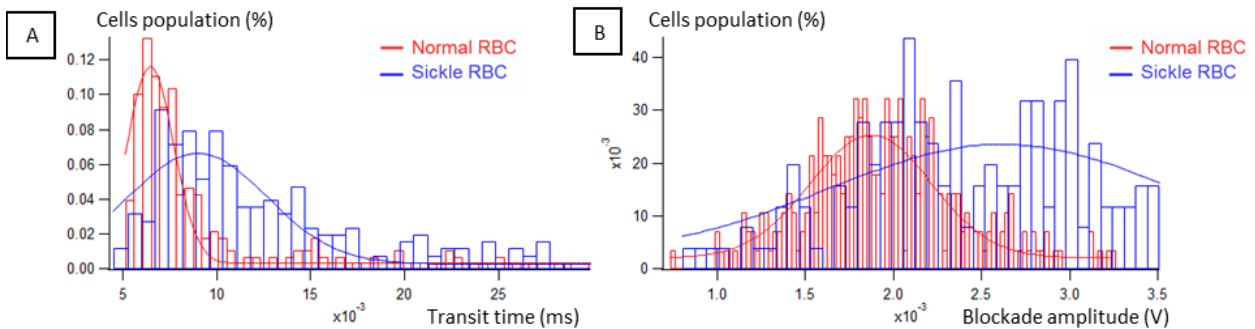 A
Cells population (%)
Normal RBC
Sickle RBC
0.12
0.10
0.08
0.06
0.04
0.02
0.00
5
10
15
20
25
x10⁻³
Transit time (ms)
B
Cells population (%)
Normal RBC
Sickle RBC
40
30
20
10
0
x10⁻³
1.0
1.5
2.0
2.5
3.0
3.5
x10⁻³
Blockade amplitude (V)